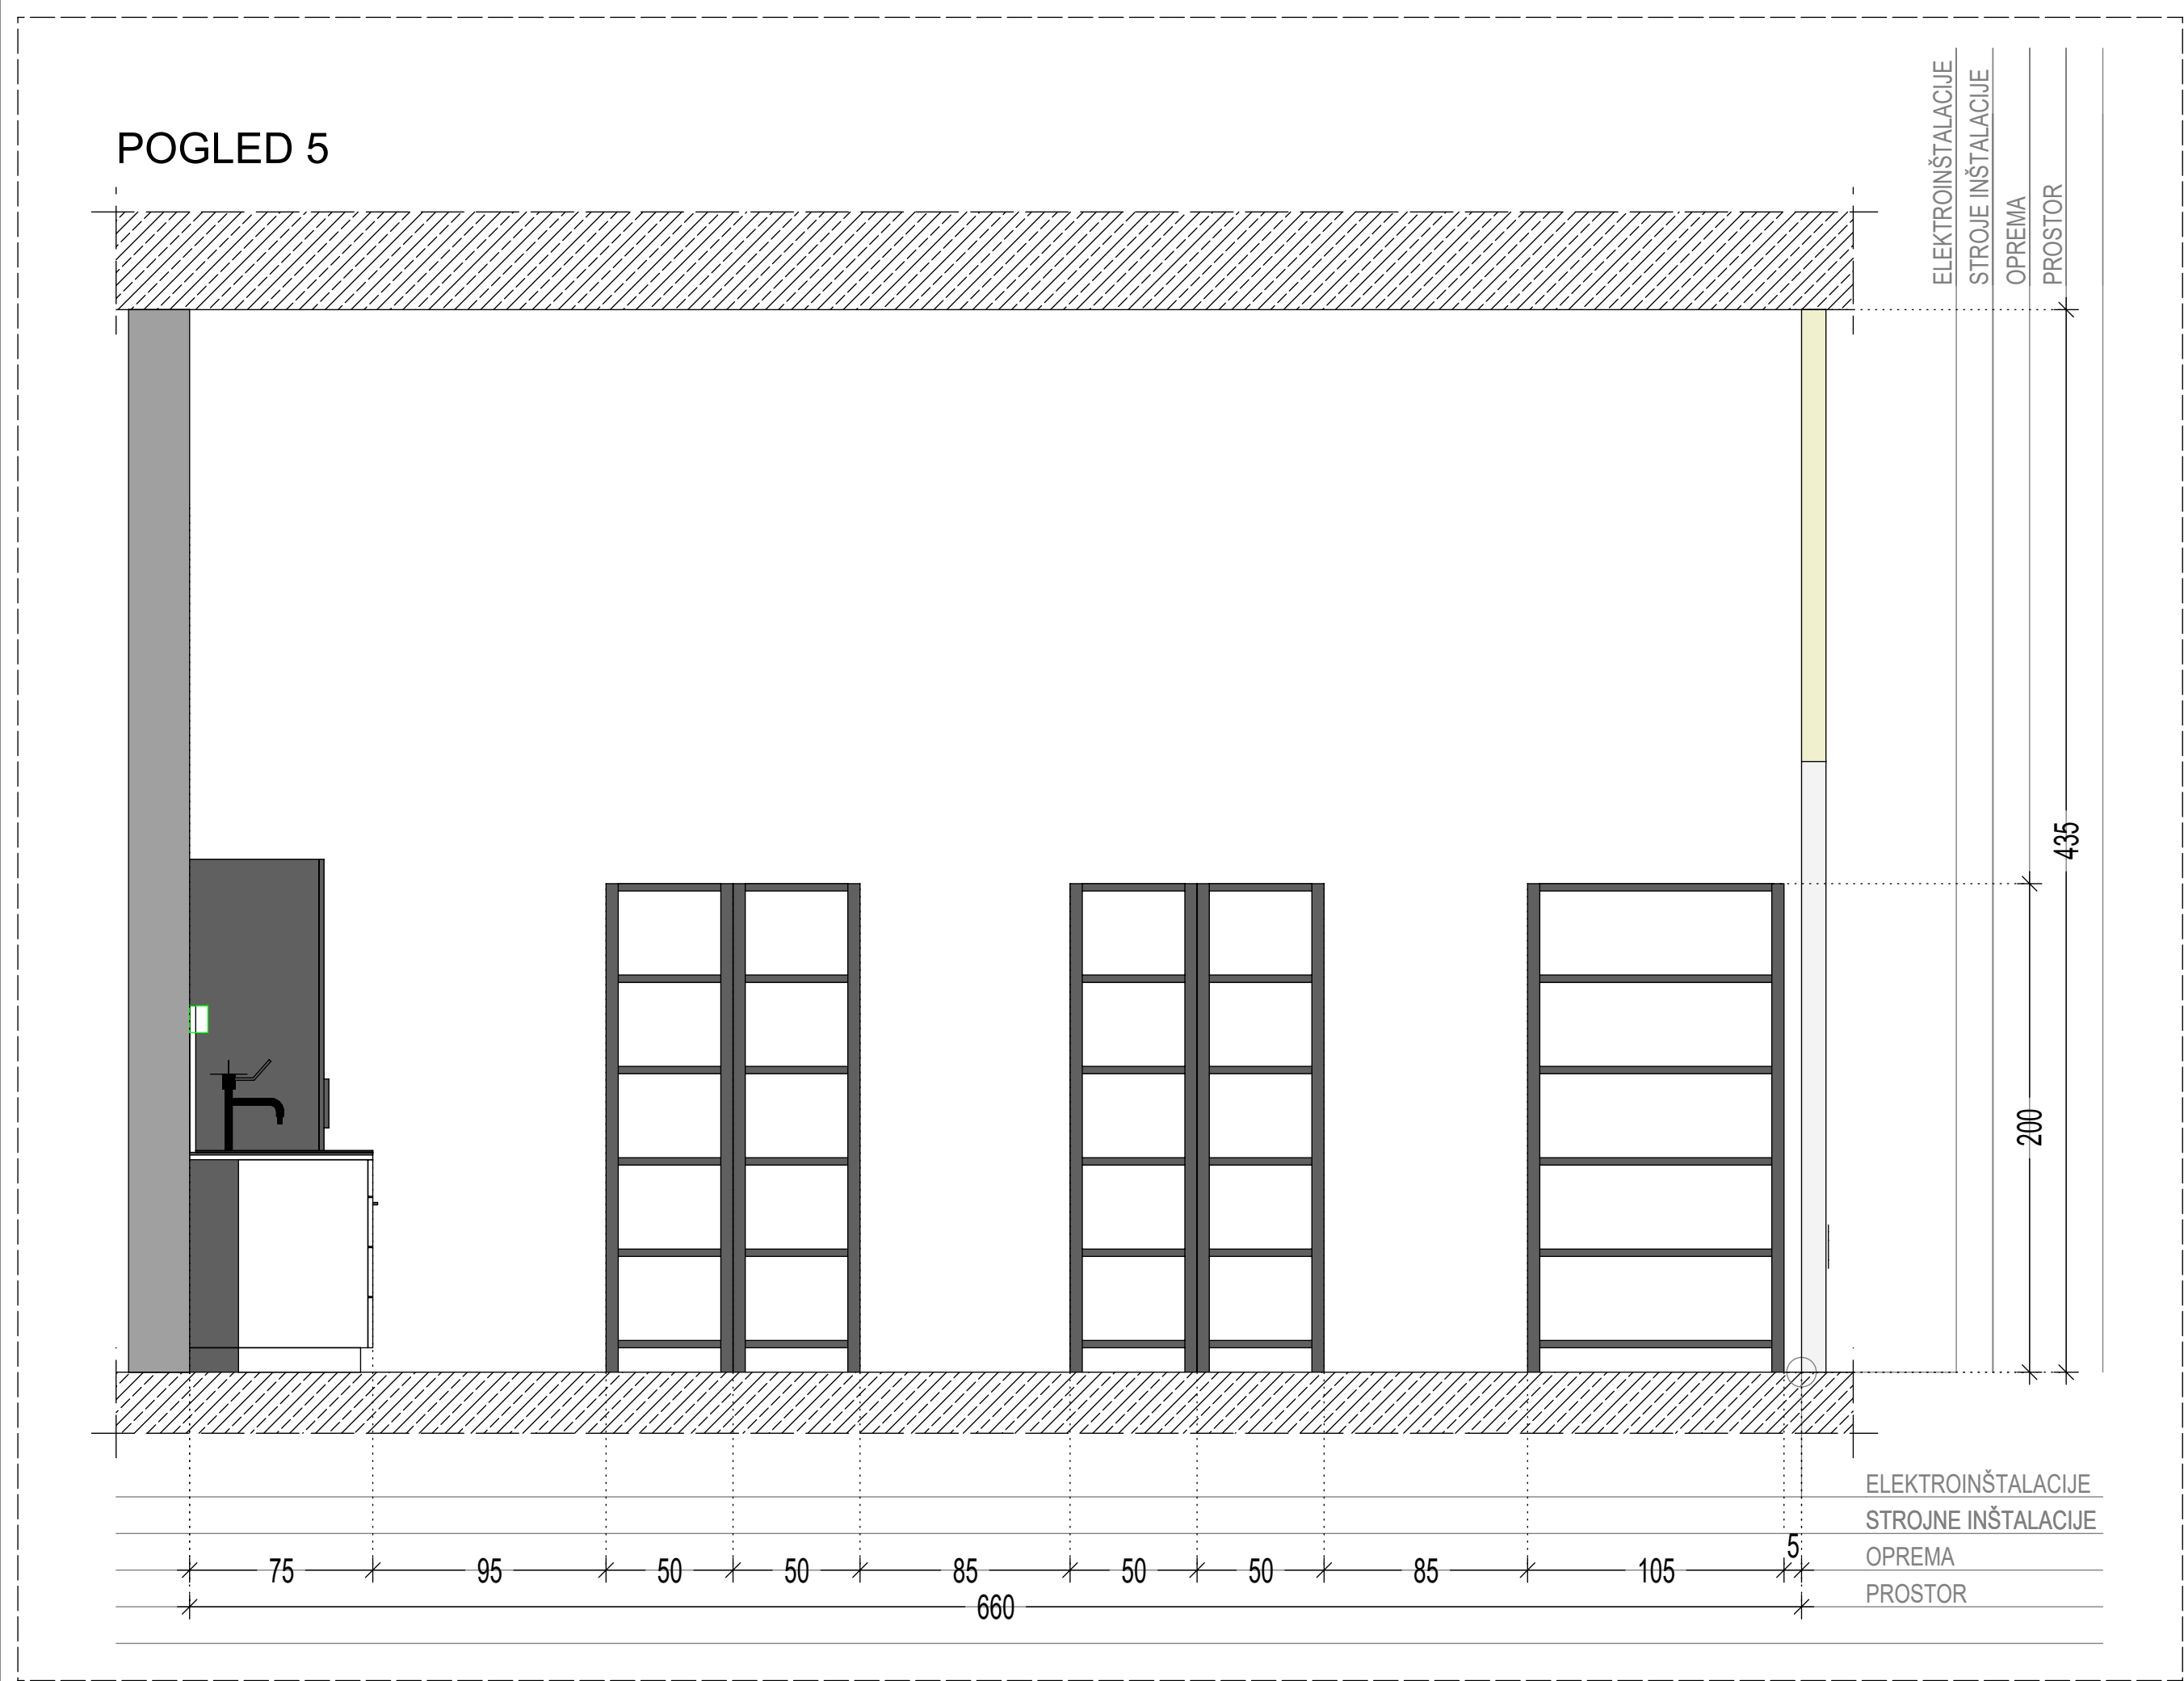 POGLED 5
ELEKTROINŠTALACIJE
STROJE INŠTALACIJE
OPREMA
PROSTOR
435
200
ELEKTROINŠTALACIJE
STROJNE INŠTALACIJE
5
OPREMA
75 95 50 50 85 50 50 85 105
PROSTOR
660